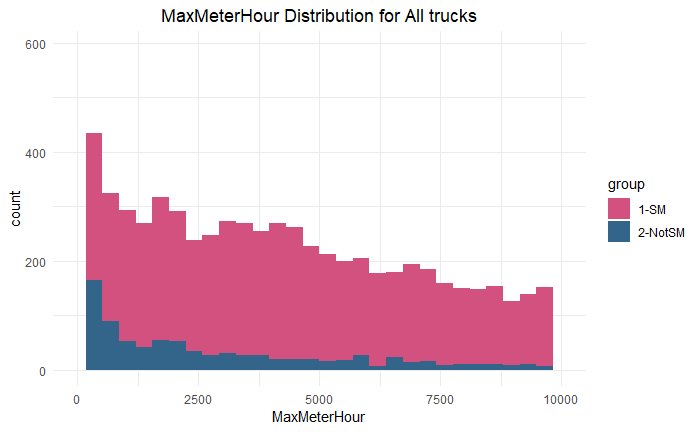 MaxMeterHour Distribution for All trucks
600
400
200
0
count
0 2500 5000 7500 10000
MaxMeterHour
group
1-SM
2-NotSM